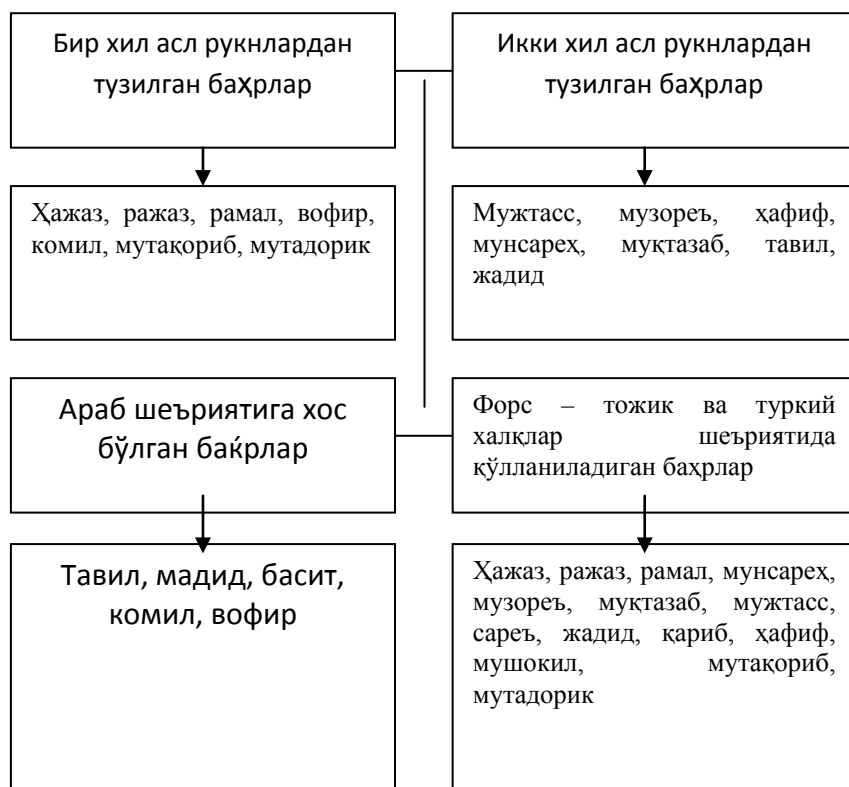 Бир хил асл рукнлардан
тузилган баҳрлар
Икки хил асл рукнлардан
тузилган баҳрлар
Ҳажаз, ражаз, рамал, вофир,
комил, мутақориб, мутадорик
Мужтасс, музореъ, ҳафиф,
мунсареҳ, муқтазаб, тавил,
жадид
Араб шеъриятига хос
бўлган баќрлар
Форс – тожик ва туркий
халқлар шеъриятида
қўлланиладиган баҳрлар
Тавил, мадид, басит,
комил, вофир
Ҳажаз, ражаз, рамал, мунсареҳ,
музореъ, муқтазаб, мужтасс,
сареъ, жадид, қариб, ҳафиф,
мушокил, мутақориб,
мутадорик